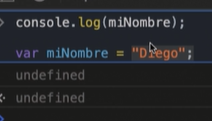 console.log(miNombre);
var miNombre = "Diego";
undefined
undefined